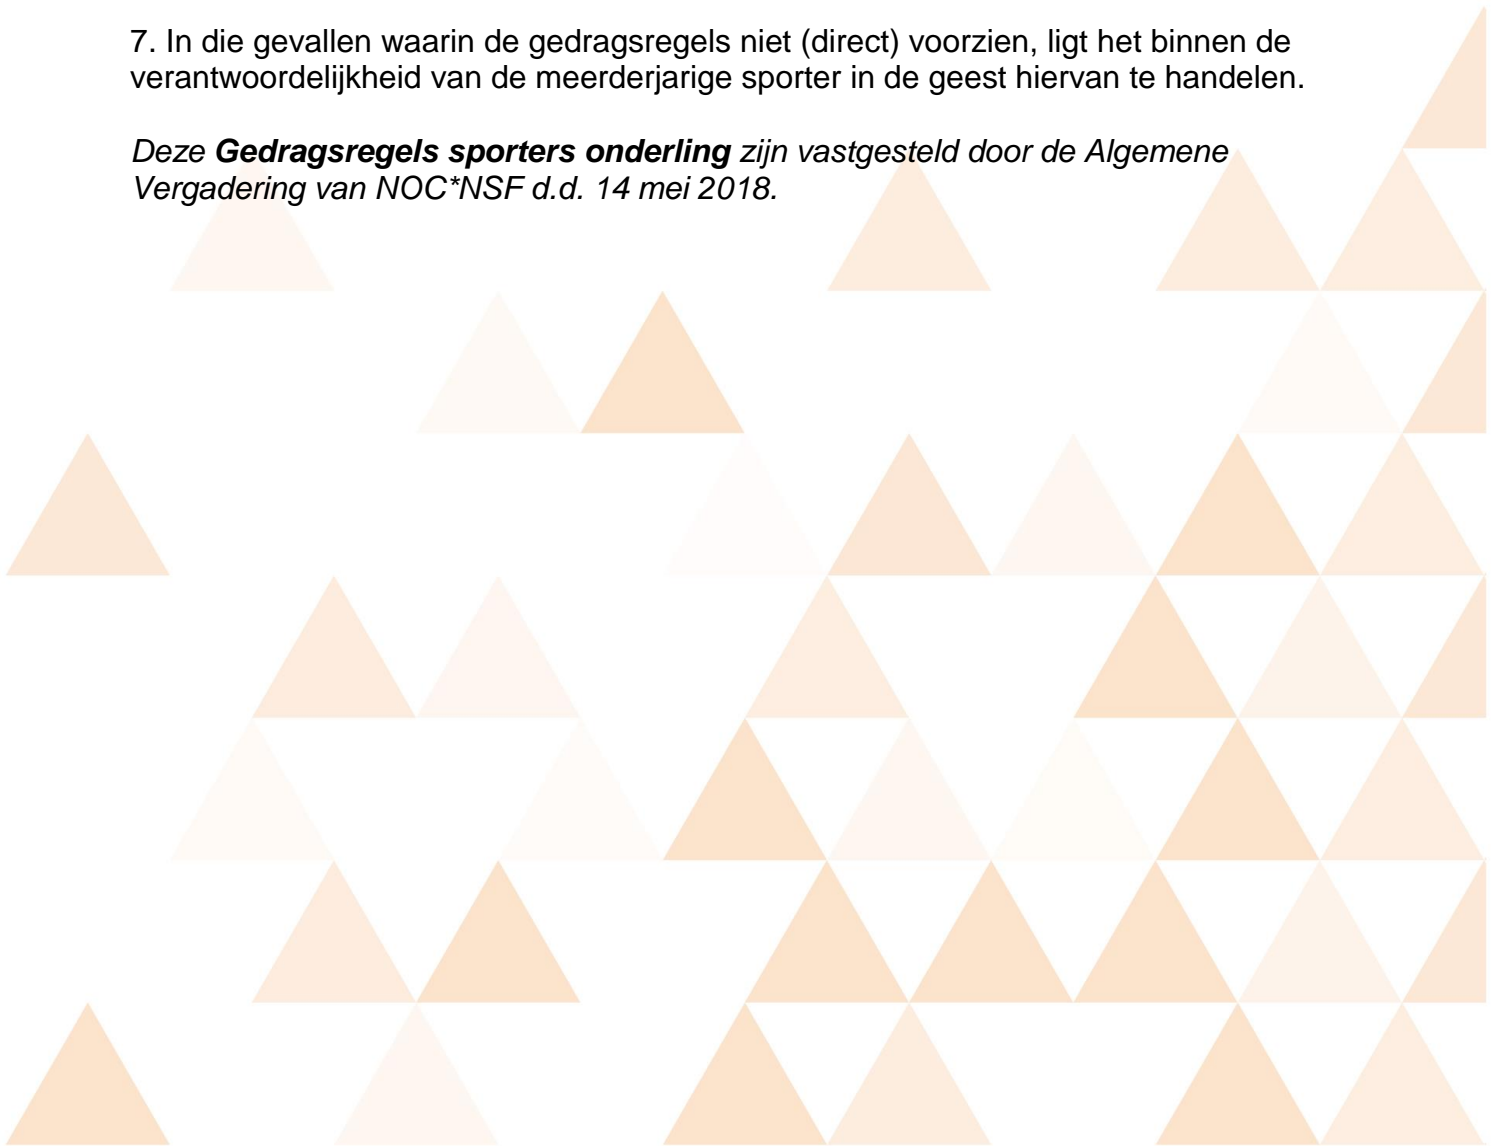 7. In die gevallen waarin de gedragsregels niet (direct) voorzien, ligt het binnen de
verantwoordelijkheid van de meerderjarige sporter in de geest hiervan te handelen.
Deze Gedragsregels sporters onderling zijn vastgesteld door de Algemene
Vergadering van NOC*NSF d.d. 14 mei 2018.